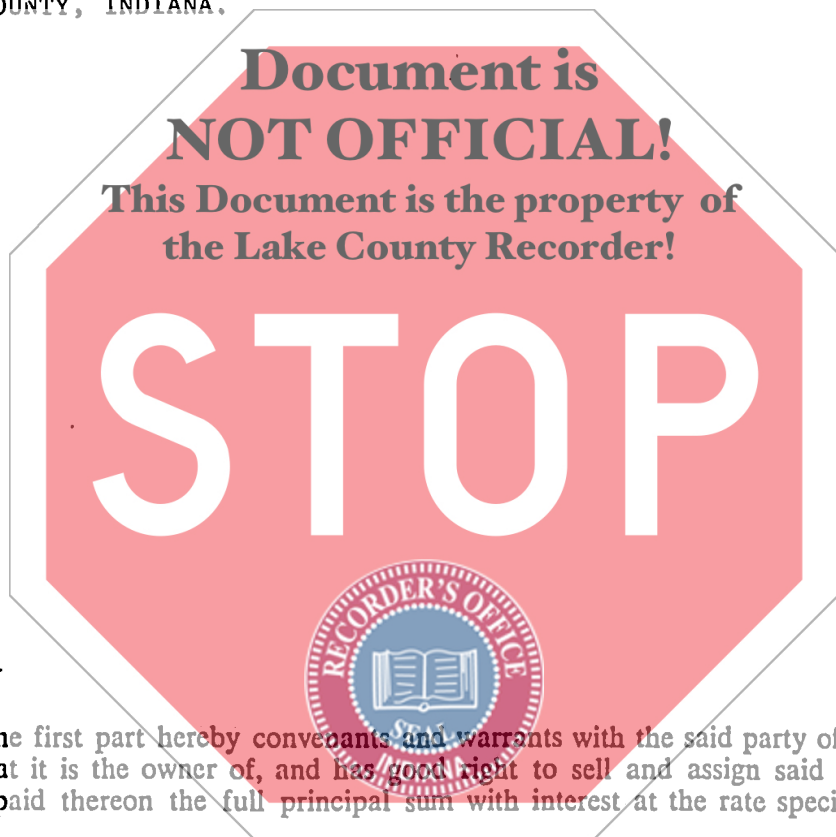 OUNTY, INDIANA.
Document is
NOT OFFICIAL!
This Document is the property of
the Lake County Recorder!
STOP
RECORDER'S OFFICE
SEAL
INDIANA
he first part hereby convenants and warrants with the said party of
at it is the owner of, and has good right to sell and assign said
paid thereon the full principal sum with interest at the rate speci